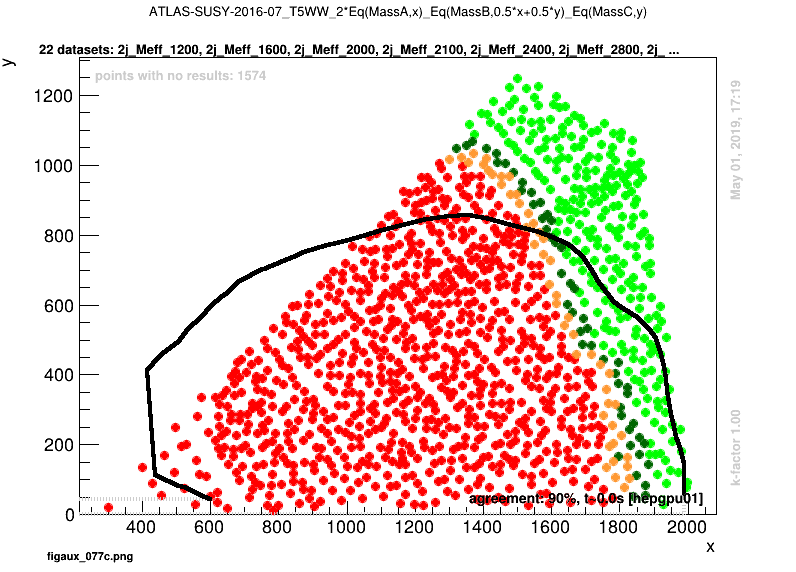 ATLAS-SUSY-2016-07_T5WW_2*Eq(MassA,x)_Eq(MassB,0.5*x+0.5*y)_Eq(MassC,y)
22 datasets: 2j_Meff_1200, 2j_Meff_1600, 2j_Meff_2000, 2j_Meff_2100, 2j_Meff_2400, 2j_Meff_2800, 2j_ ...
y
points with no results: 1574
1200
1000
800
600
400
200
0
May 01, 2019, 17:19
k-factor 1.00
agreement: 90%, t=0.0s [hepgpu01]
400 600 800 1000 1200 1400 1600 1800 2000
x
figaux_077c.png